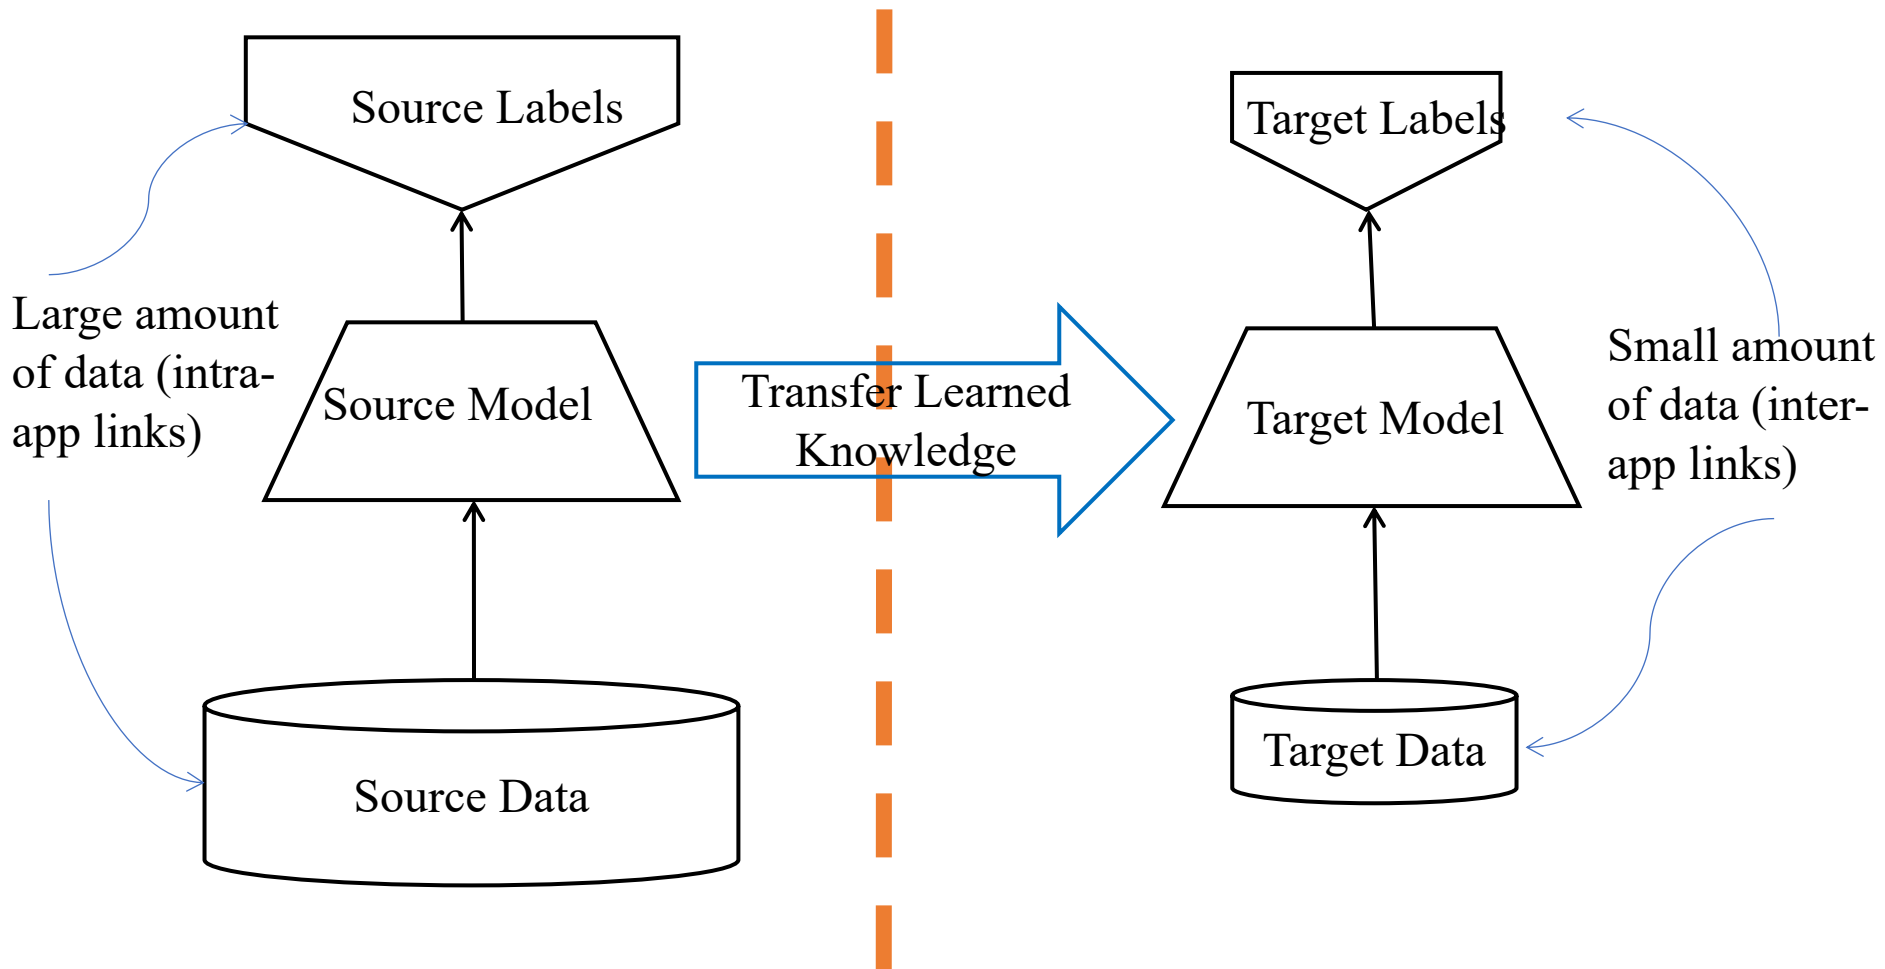 Source Labels
Target Labels
Large amount
of data (intra-
app links)
Source Model
Transfer Learned
Knowledge
Target Model
Small amount
of data (inter-
app links)
Source Data
Target Data